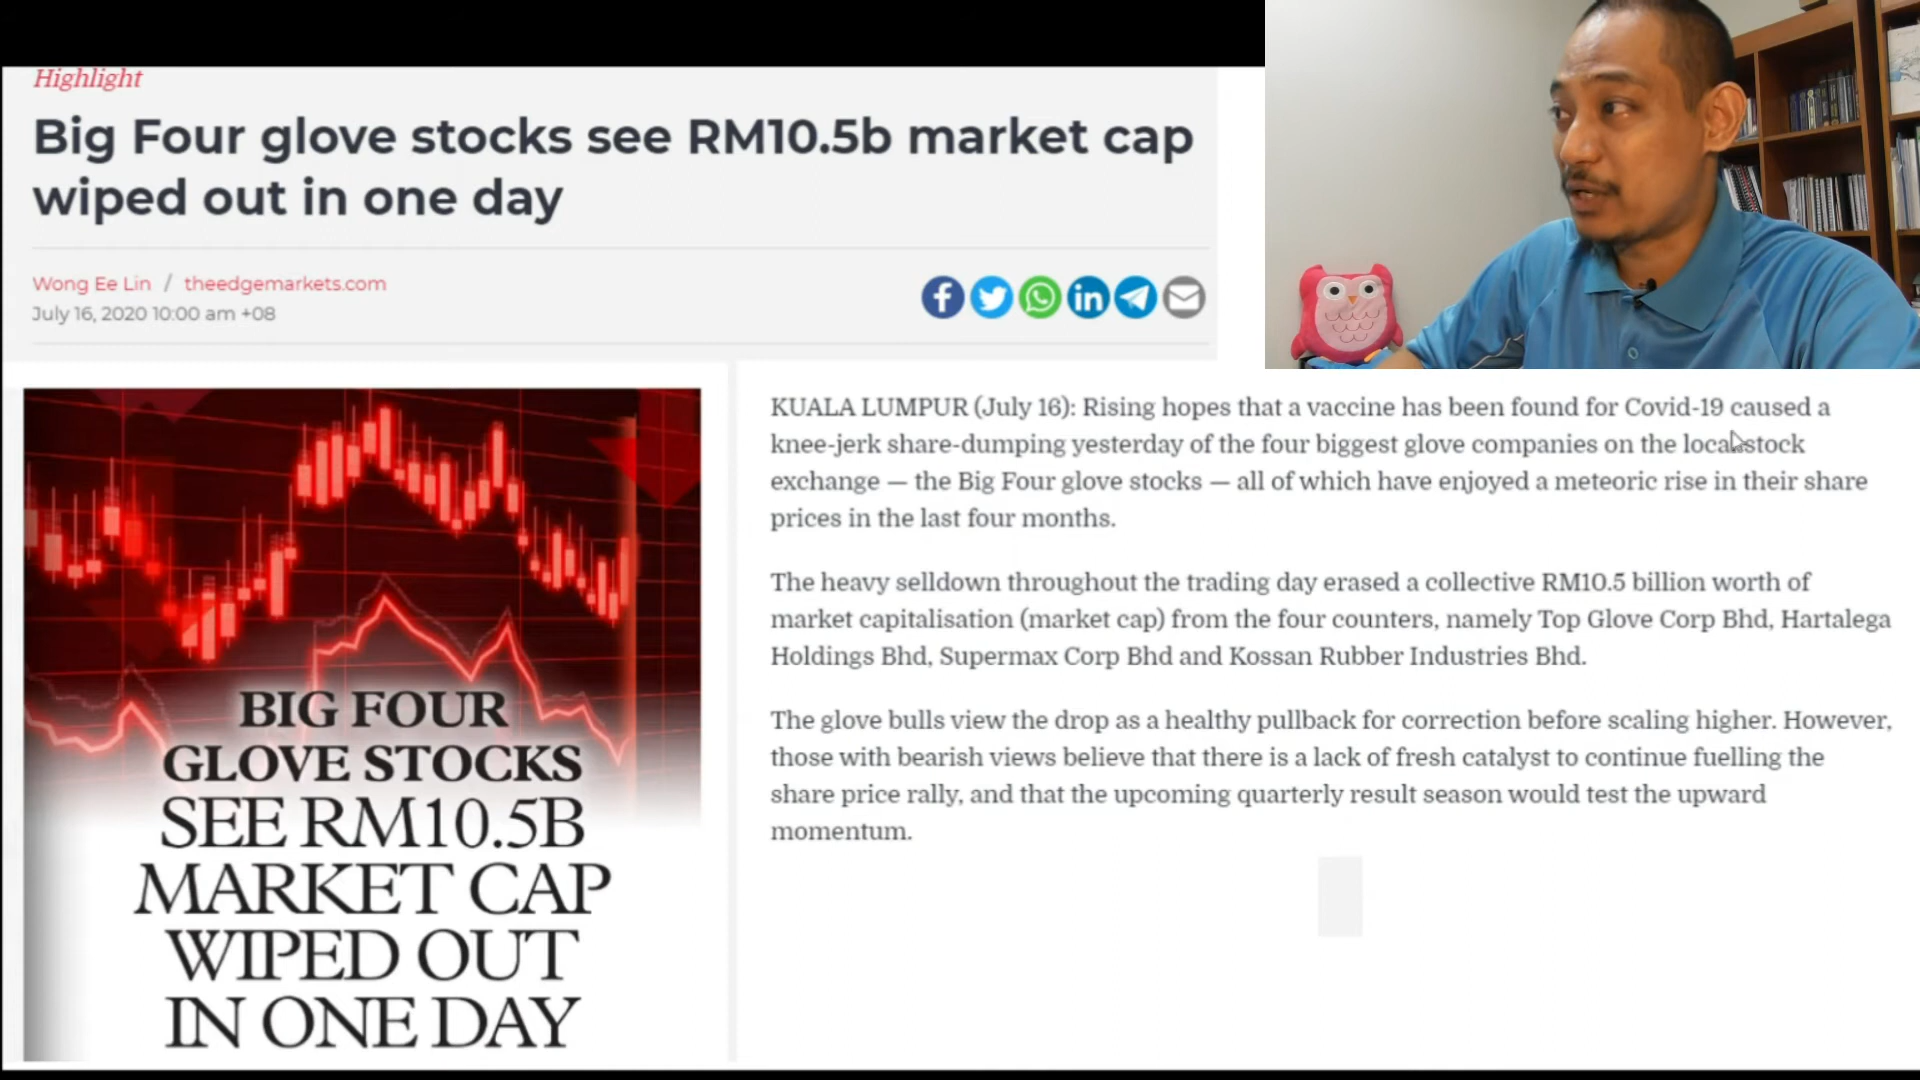 Highlight
Big Four glove stocks see RM10.5b market cap
wiped out in one day
Wong Ee Lin / theedgemarkets.com
July 16, 2020 10:00 am +08
BIG FOUR
GLOVE STOCKS
SEE RM10.5B
MARKET CAP
WIPED OUT
IN ONE DAY
KUALA LUMPUR (July 16): Rising hopes that a vaccine has been found for Covid-19 caused a
knee-jerk share-dumping yesterday of the four biggest glove companies on the local stock
exchange — the Big Four glove stocks — all of which have enjoyed a meteoric rise in their share
prices in the last four months.
The heavy selldown throughout the trading day erased a collective RM10.5 billion worth of
market capitalisation (market cap) from the four counters, namely Top Glove Corp Bhd, Hartalega
Holdings Bhd, Supermax Corp Bhd and Kossan Rubber Industries Bhd.
The glove bulls view the drop as a healthy pullback for correction before scaling higher. However,
those with bearish views believe that there is a lack of fresh catalyst to continue fuelling the
share price rally, and that the upcoming quarterly result season would test the upward
momentum.